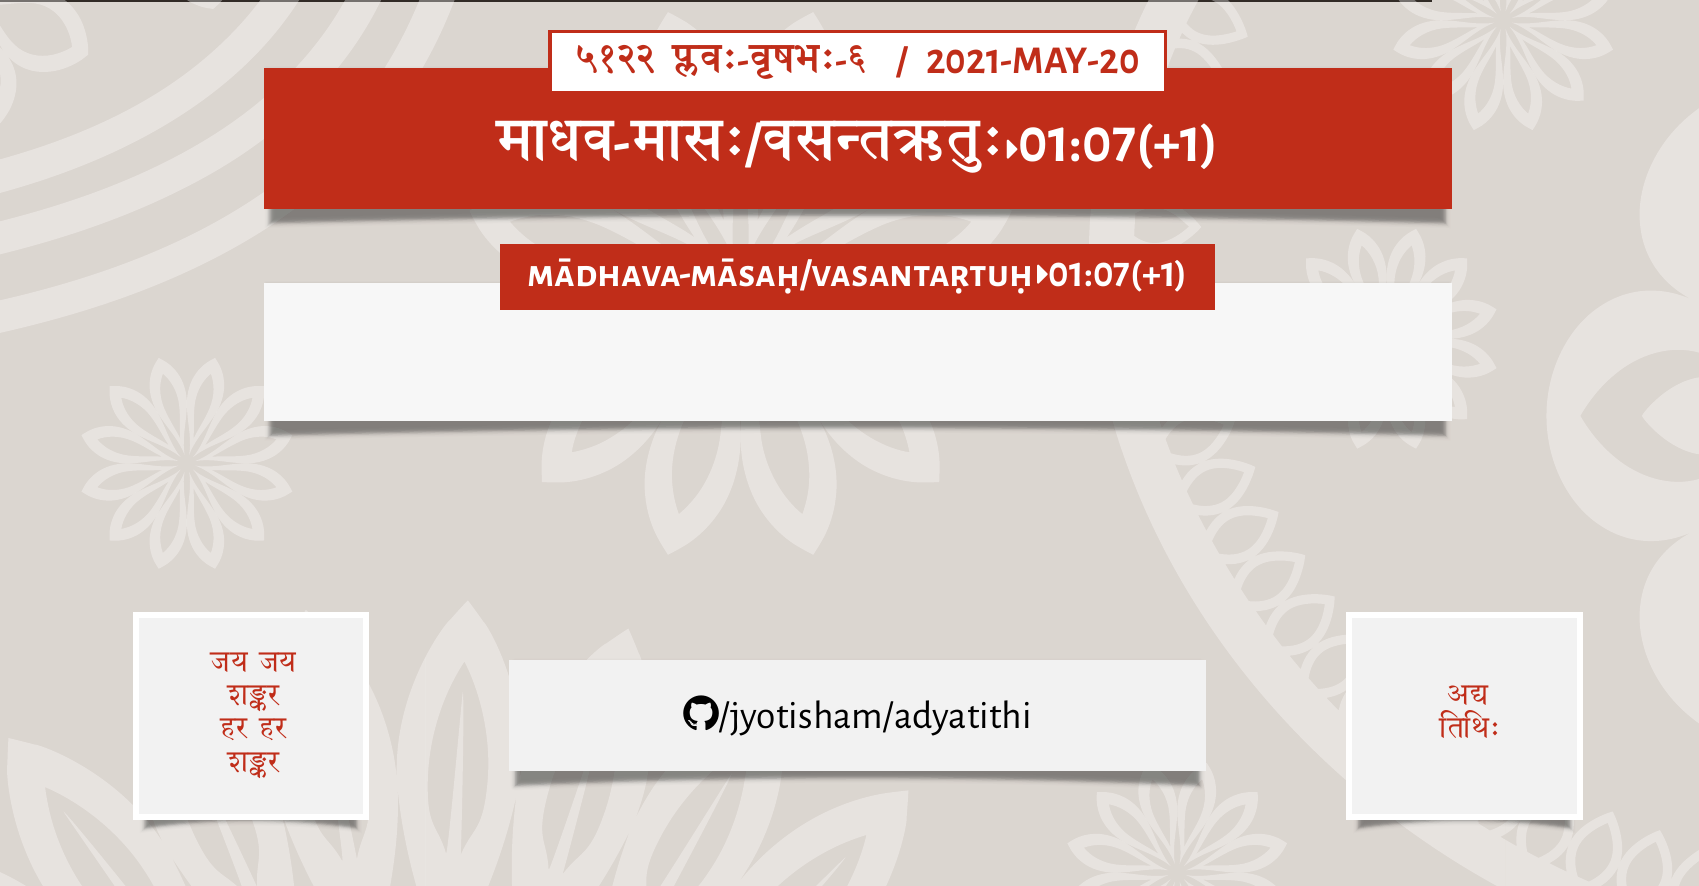 ५१२२ प्लवः-वृषभः-६ / 2021-MAY-20
माधव-मासः/वसन्तऋतुः▸01:07(+1)
MĀDHAVA-MĀSAḤ/VASANTAṚTUḤ▸01:07(+1)
जय जय
शङ्कर
हर हर
शङ्कर
/jyotisham/adyatithi
अद्य
तिथिः